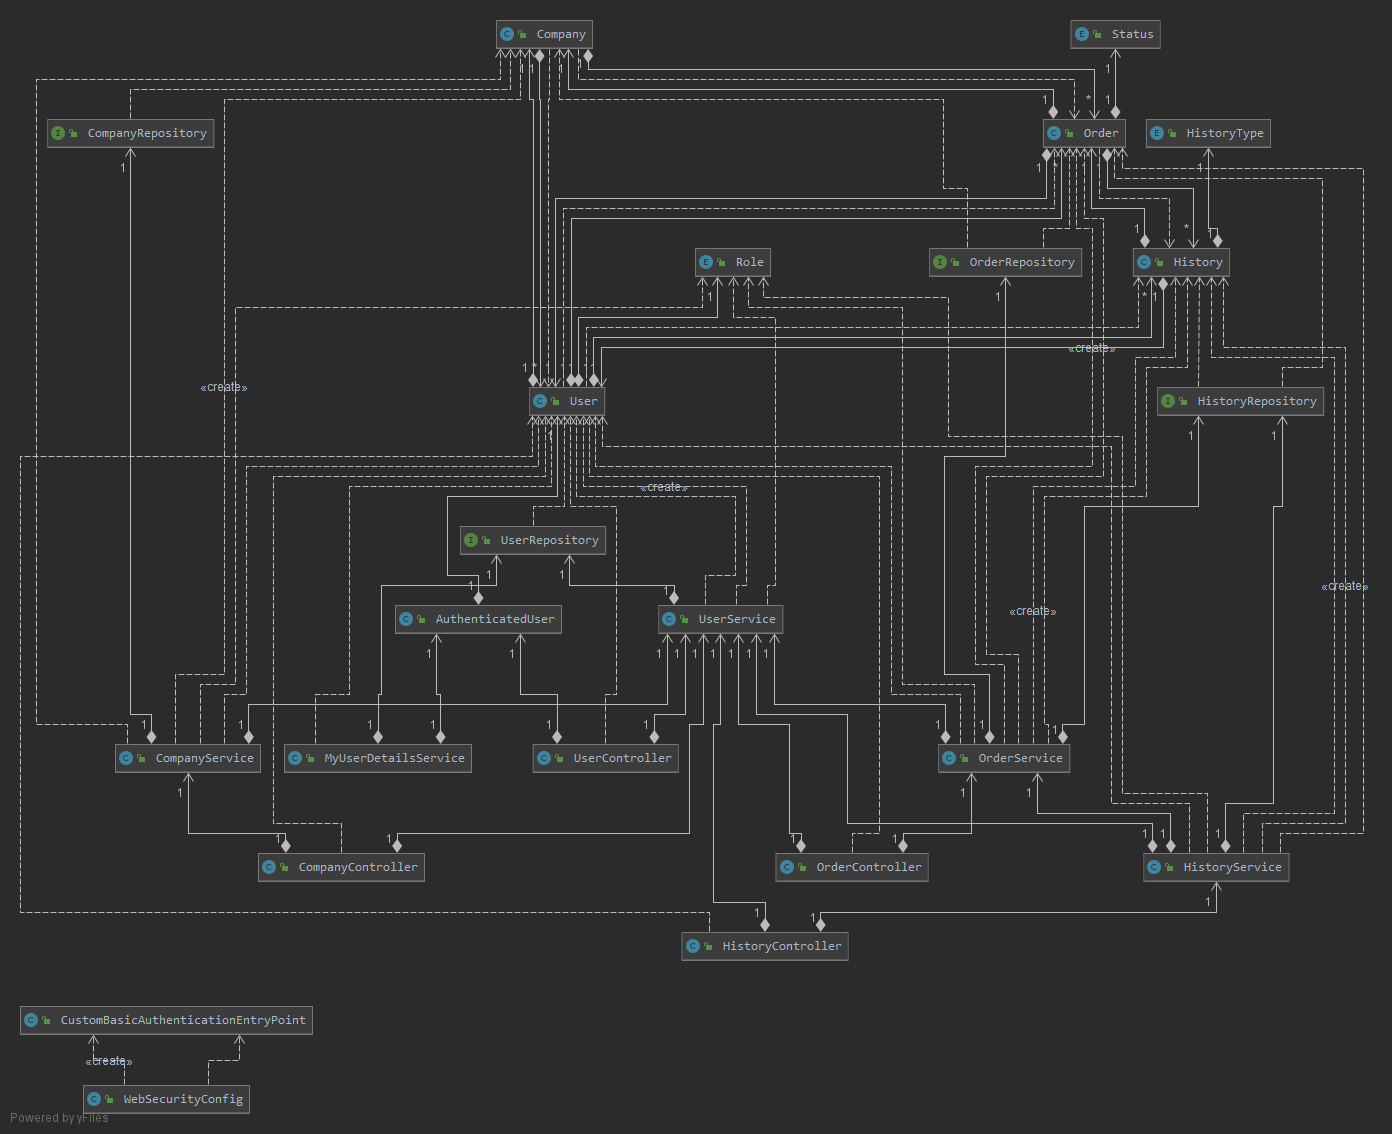 C Company
E Status
I CompanyRepository
C Order
E HistoryType
E Role
I OrderRepository
C History
«create»
«create»
C User
I HistoryRepository
«create»
I UserRepository
«create»
C AuthenticatedUser
C UserService
«create»
C CompanyService
C MyUserDetailsService
C UserController
C OrderService
C CompanyController
C OrderController
C HistoryService
C HistoryController
C CustomBasicAuthenticationEntryPoint
«create»
C WebSecurityConfig
Powered by yFiles